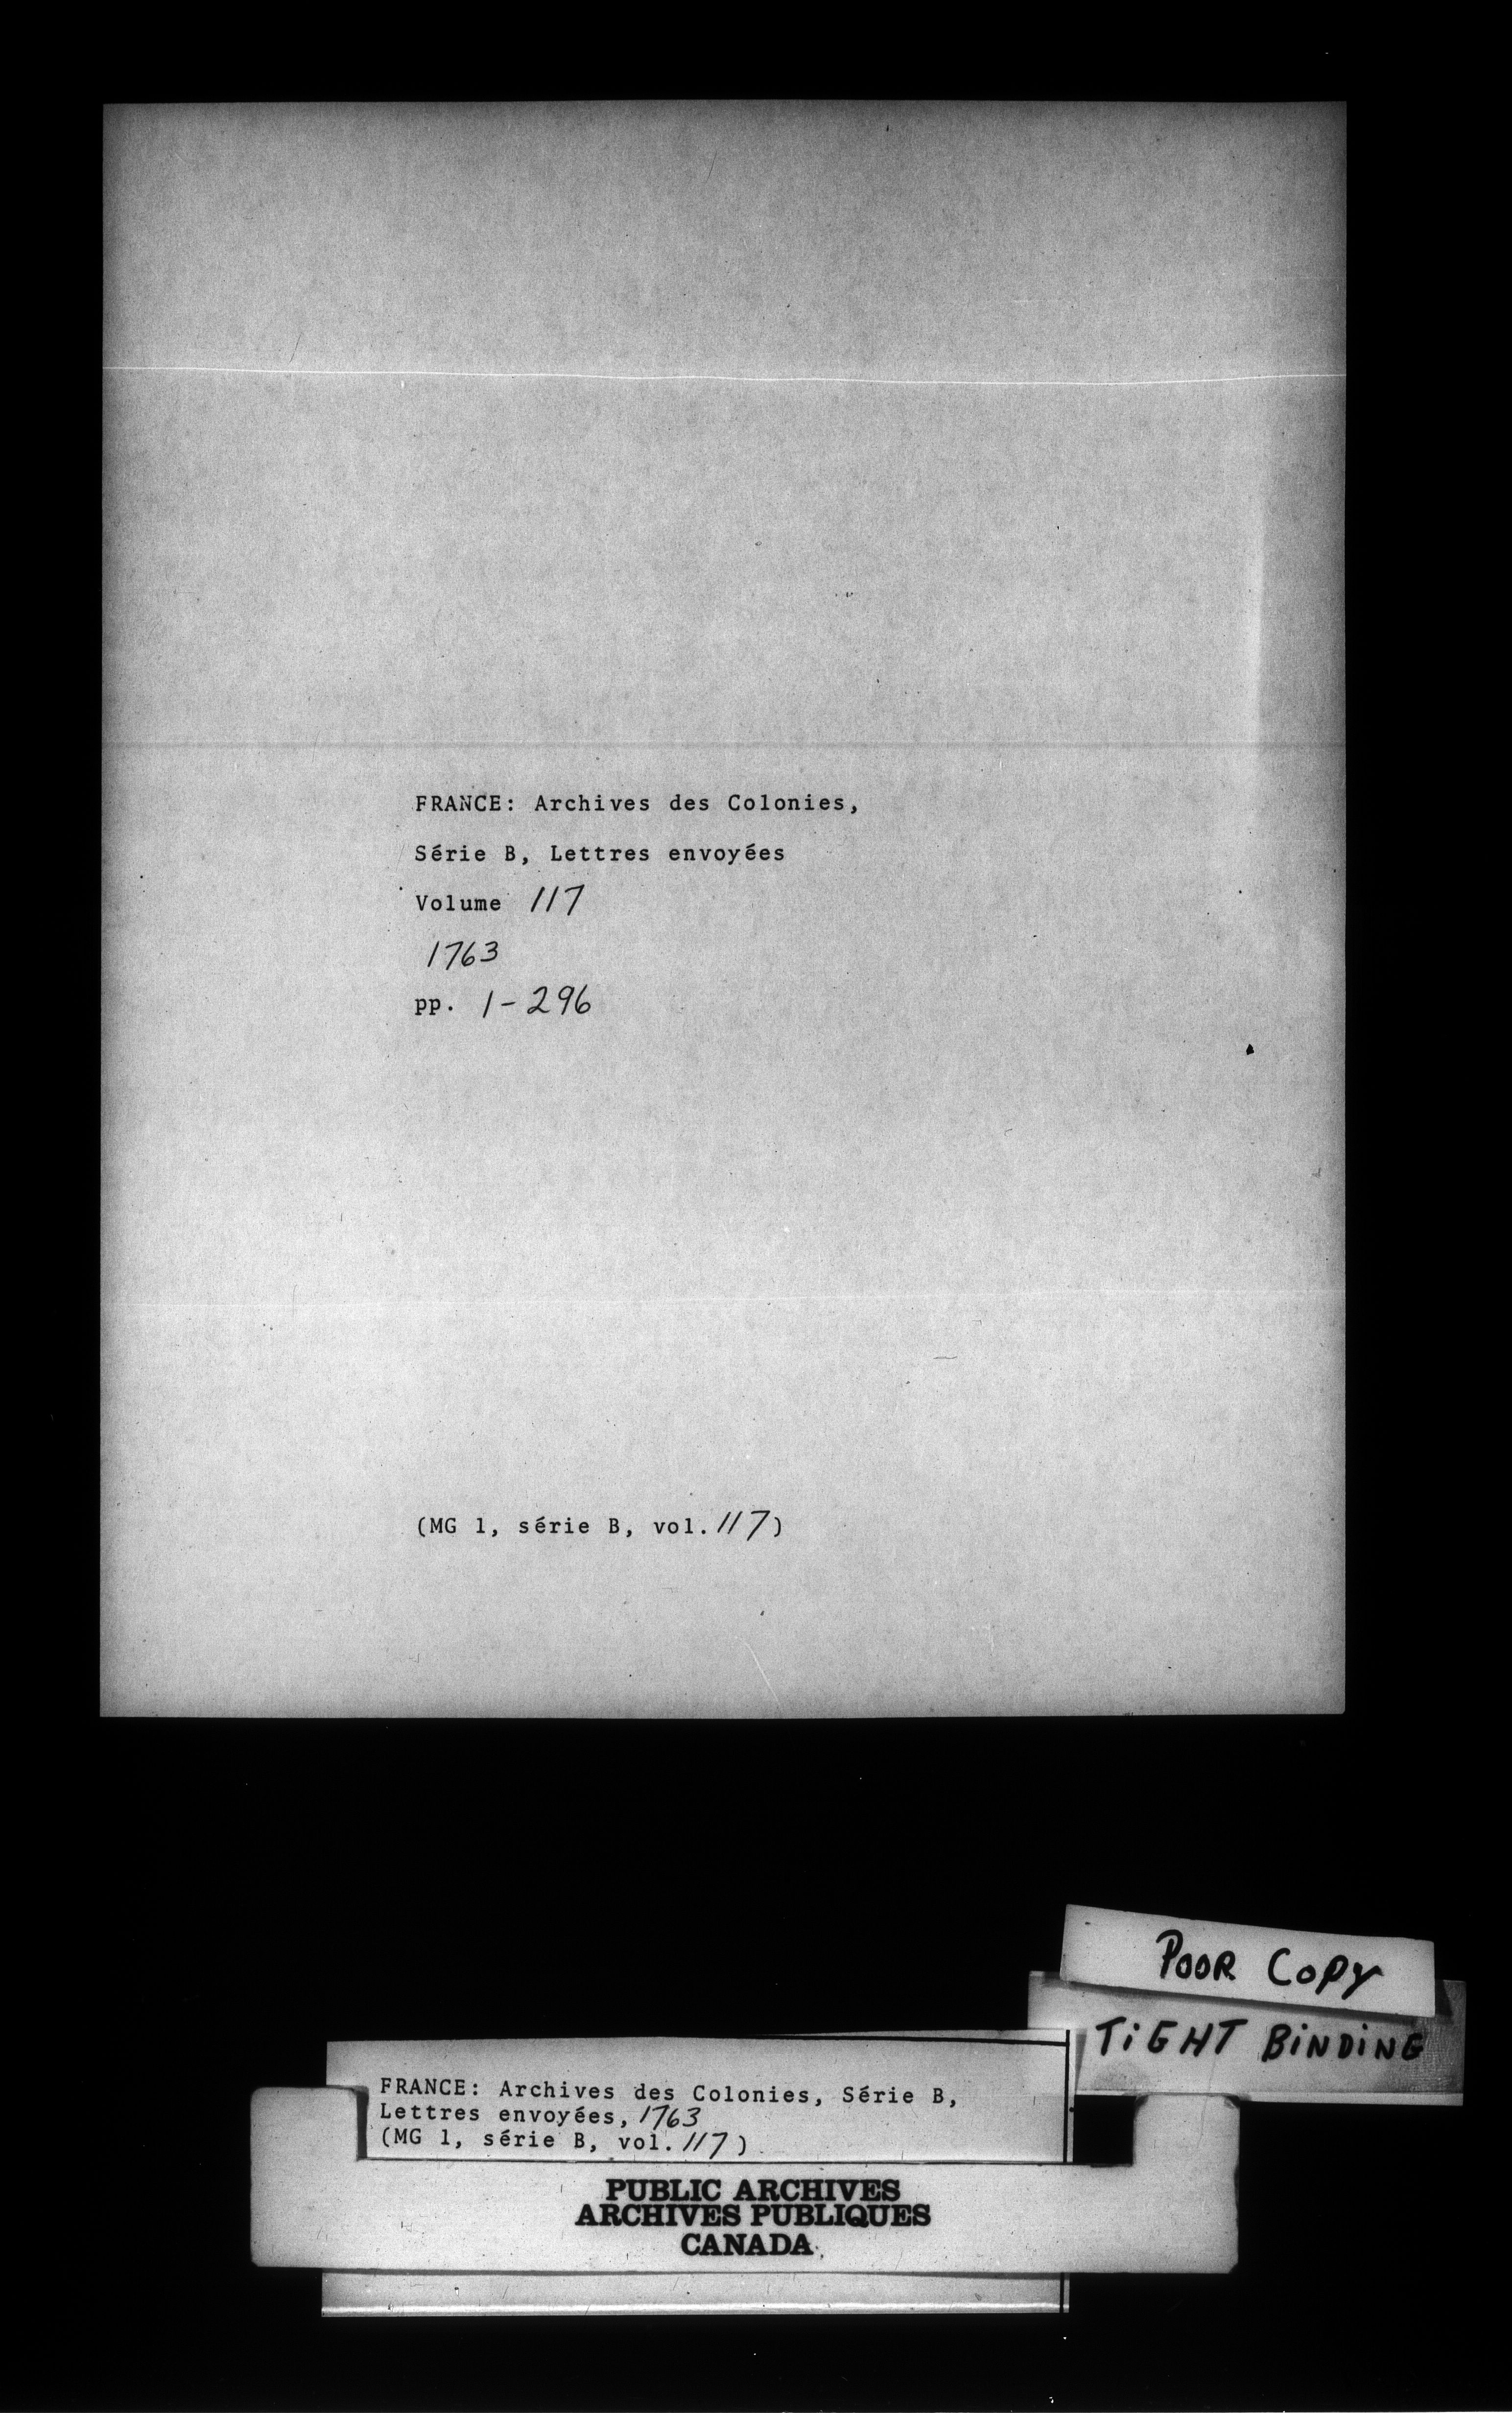 FRANCE: Archives des Colonies,
Série B, Lettres envoyées
Volume 117
1763
pp. 1-296
(MG 1, série B, vol. 117)
POOR COPY
TiGHT BiNDiNG
FRANCE: Archives des Colonies, Série B,
Lettres envoyées, 1763
(MG 1, série B, vol. 117)
PUBLIC ARCHIVES
ARCHIVES PUBLIQUES
CANADA